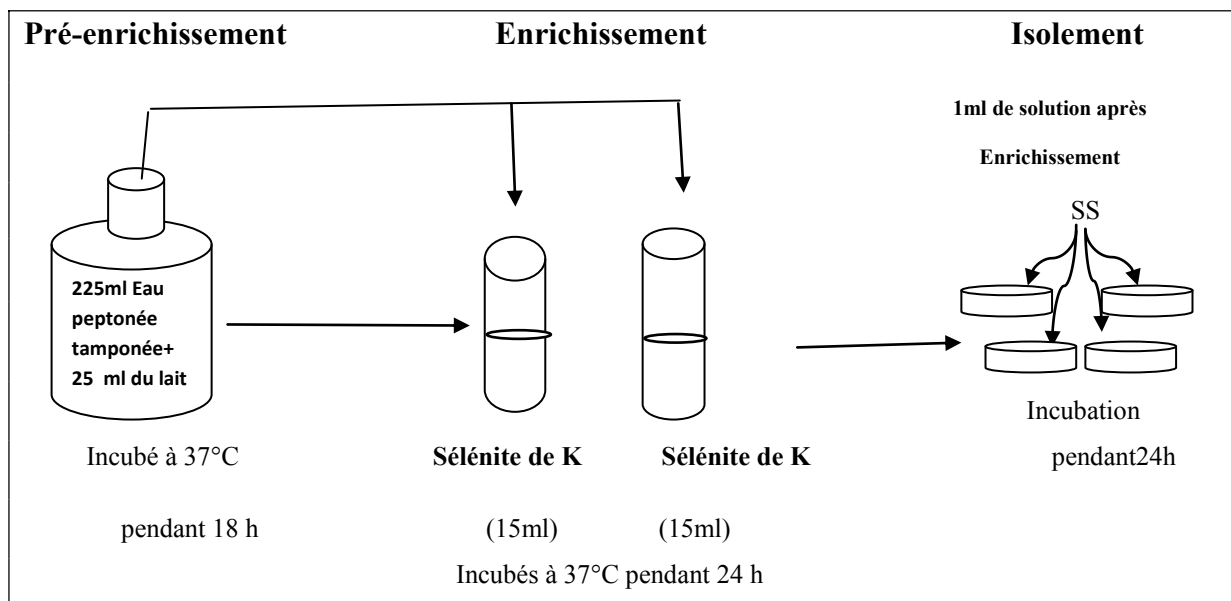 Pré-enrichissement
Enrichissement
Isolement
1ml de solution après
Enrichissement
SS
225ml Eau
peptonée
tamponée+
25 ml du lait
Incubation
Incubé à 37°C
Sélénite de K
Sélénite de K
pendant24h
pendant 18 h
(15ml)
(15ml)
Incubés à 37°C pendant 24 h